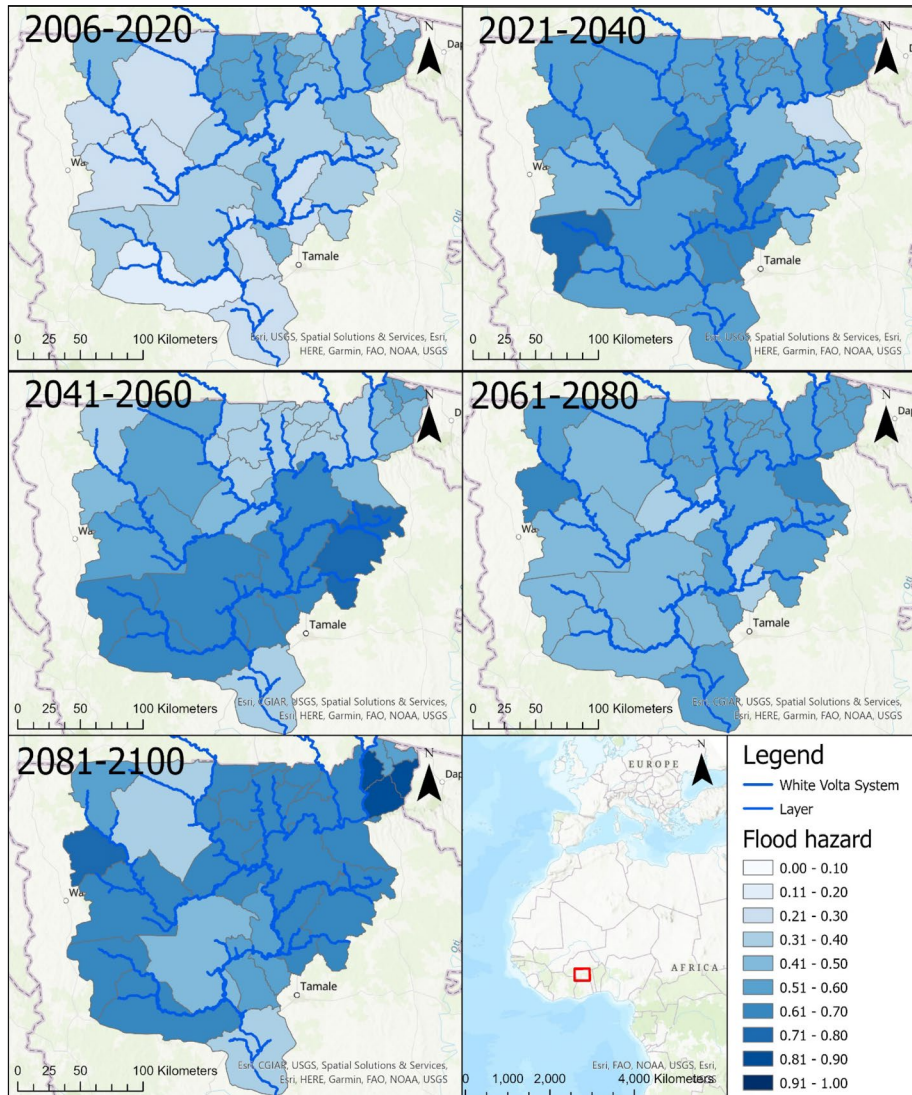 2006-2020
N
Dap
Wa
Tamale
0 25 50 100 Kilometers
Esri, USGS, Spatial Solutions & Services, Esri,
HERE, Garmin, FAO, NOAA, USGS
2021-2040
N
D
Wa
Tamale
0 25 50 100 Kilometers
Esri, USGS, Spatial Solutions & Services, Esri,
HERE, Garmin, FAO, NOAA, USGS
2041-2060
N
D
Wa
Tamale
0 25 50 100 Kilometers
Esri, CGIAR, USGS, Spatial Solutions & Services,
Esri, HERE, Garmin, FAO, NOAA, USGS
2061-2080
N
Wa
Tamale
0 25 50 100 Kilometers
Esri, CGIAR, USGS, Spatial Solutions & Services,
Esri, HERE, Garmin, FAO, NOAA, USGS
2081-2100
N
Dap
Wa
Tamale
0 25 50 100 Kilometers
Esri, CGIAR, USGS, Spatial Solutions & Services,
Esri, HERE, Garmin, FAO, NOAA, USGS
N
EUROPE
AFRICA
Esri, FAO, NOAA, USGS, Esri,
USGS
0 1,000 2,000 4,000 Kilometers
Legend
White Volta System
Layer
Flood hazard
0.00 - 0.10
0.11 - 0.20
0.21 - 0.30
0.31 - 0.40
0.41 - 0.50
0.51 - 0.60
0.61 - 0.70
0.71 - 0.80
0.81 - 0.90
0.91 - 1.00